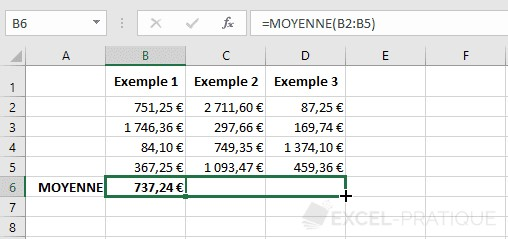 B6 fx =MOYENNE(B2:B5)
A B C D E F
1 Exemple 1 Exemple 2 Exemple 3
2 751,25 € 2 711,60 € 87,25 €
3 1 746,36 € 297,66 € 169,74 €
4 84,10 € 749,35 € 1 374,10 €
5 367,25 € 1 093,47 € 459,36 €
6 MOYENNE 737,24 €
7
8
EXCEL-PRATIQUE